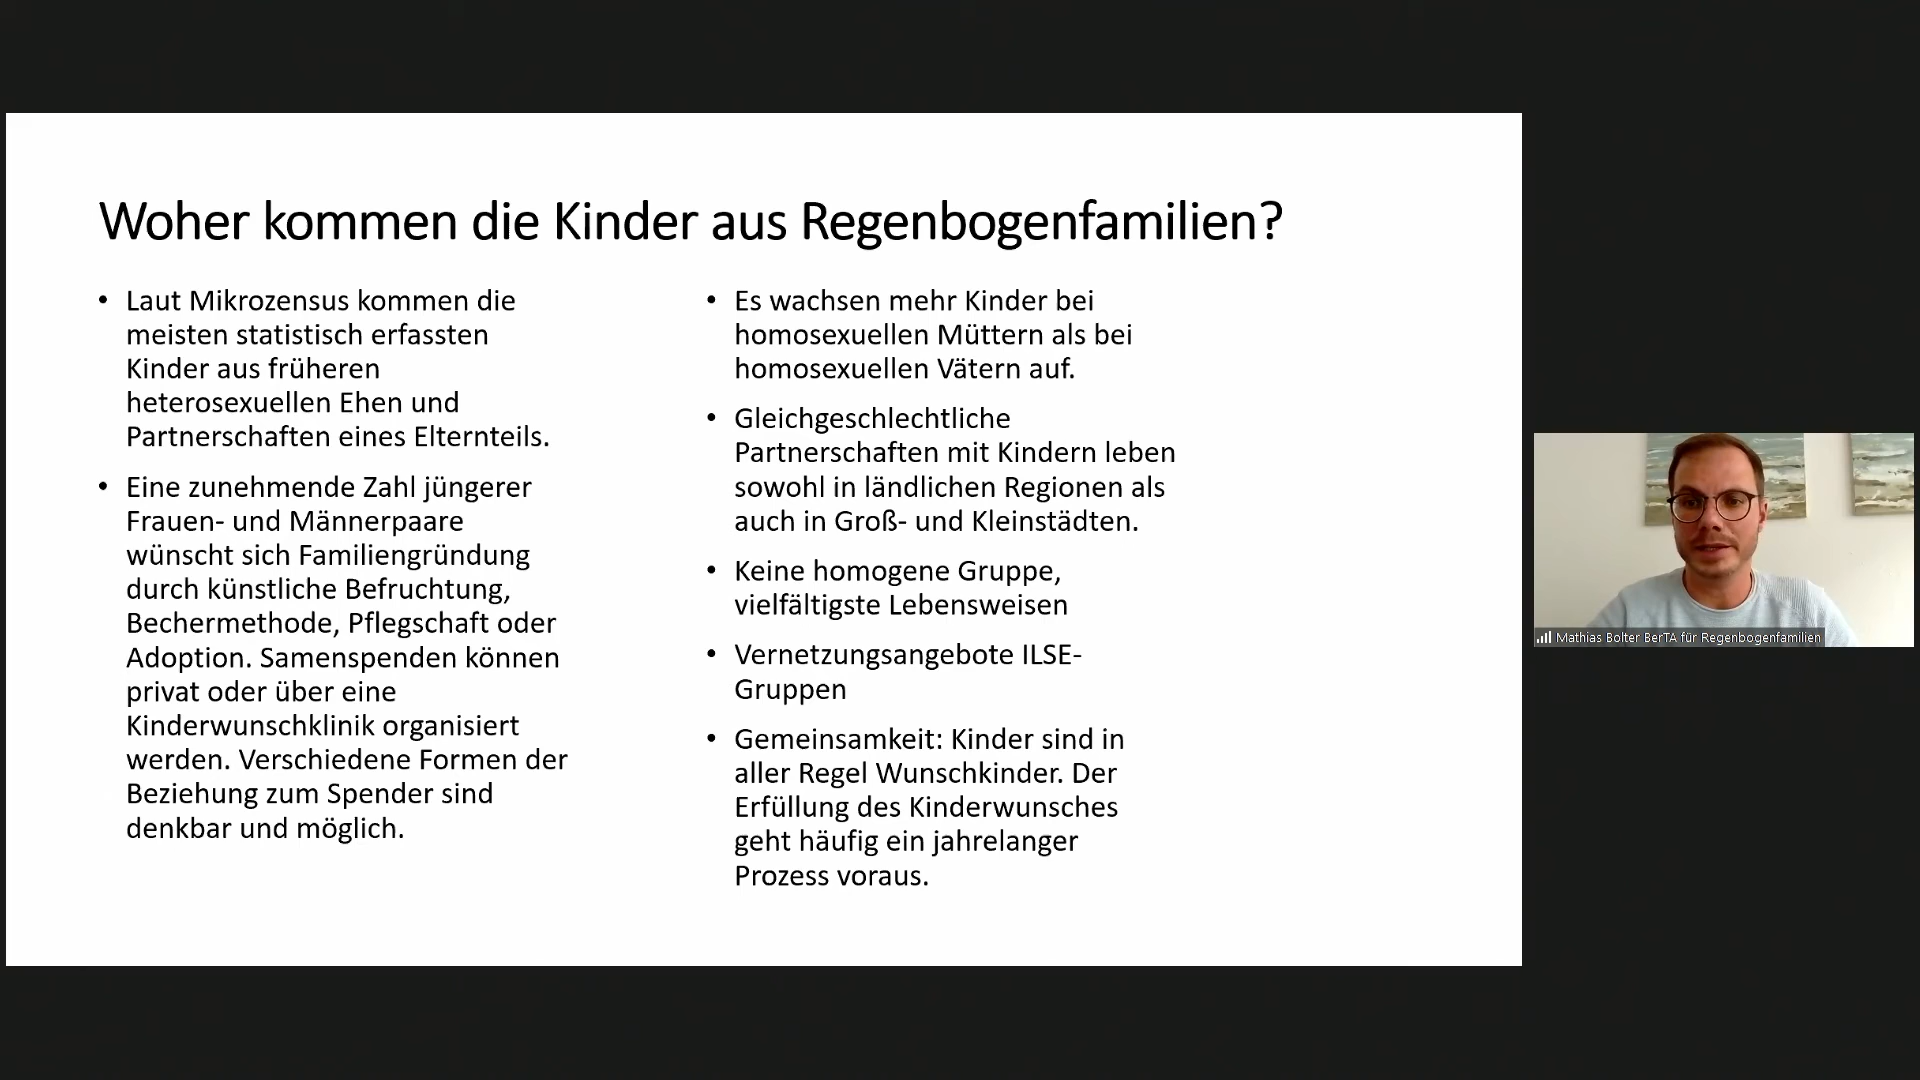 Woher kommen die Kinder aus Regenbogenfamilien?
• Laut Mikrozensus kommen die
meisten statistisch erfassten
Kinder aus früheren
heterosexuellen Ehen und
Partnerschaften eines Elternteils.
• Eine zunehmende Zahl jüngerer
Frauen- und Männerpaare
wünscht sich Familiengründung
durch künstliche Befruchtung,
Bechermethode, Pflegschaft oder
Adoption. Samenspenden können
privat oder über eine
Kinderwunschklinik organisiert
werden. Verschiedene Formen der
Beziehung zum Spender sind
denkbar und möglich.
• Es wachsen mehr Kinder bei
homosexuellen Müttern als bei
homosexuellen Vätern auf.
• Gleichgeschlechtliche
Partnerschaften mit Kindern leben
sowohl in ländlichen Regionen als
auch in Groß- und Kleinstädten.
• Keine homogene Gruppe,
vielfältigste Lebensweisen
• Vernetzungsangebote ILSE-
Gruppen
• Gemeinsamkeit: Kinder sind in
aller Regel Wunschkinder. Der
Erfüllung des Kinderwunsches
geht häufig ein jahrelanger
Prozess voraus.
Mathias Bolter BerTA für Regenbogenfamilien